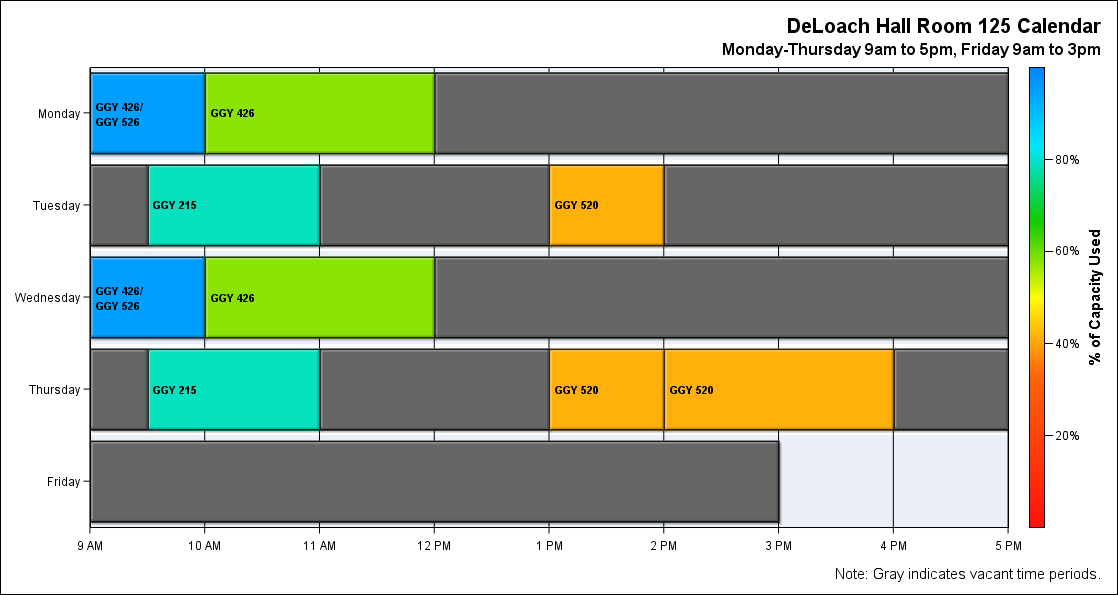 DeLoach Hall Room 125 Calendar
Monday-Thursday 9am to 5pm, Friday 9am to 3pm
Monday
GGY 426/
GGY 526
GGY 426
Tuesday
GGY 215
GGY 520
Wednesday
GGY 426/
GGY 526
GGY 426
Thursday
GGY 215
GGY 520
GGY 520
Friday
9 AM
10 AM
11 AM
12 PM
1 PM
2 PM
3 PM
4 PM
5 PM
80%
60%
40%
20%
% of Capacity Used
Note: Gray indicates vacant time periods.